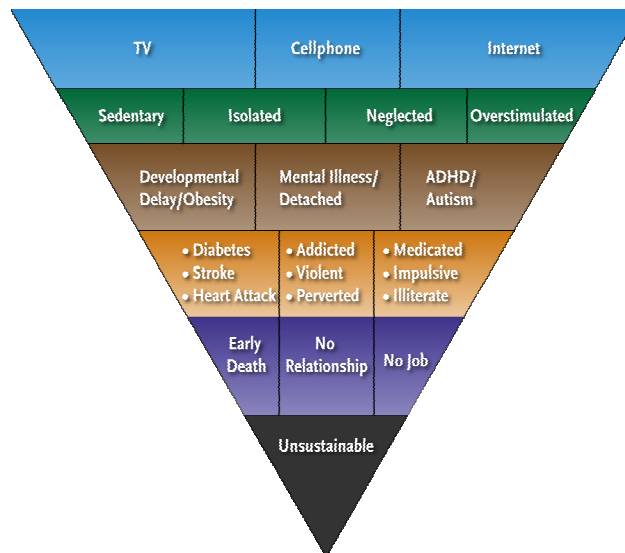 TV
Cellphone
Internet
Sedentary
Isolated
Neglected
Overstimulated
Developmental
Delay/Obesity
Mental Illness/
Detached
ADHD/
Autism
• Diabetes
• Stroke
• Heart Attack
• Addicted
• Violent
• Perverted
• Medicated
• Impulsive
• Illiterate
Early
Death
No
Relationship
No Job
Unsustainable